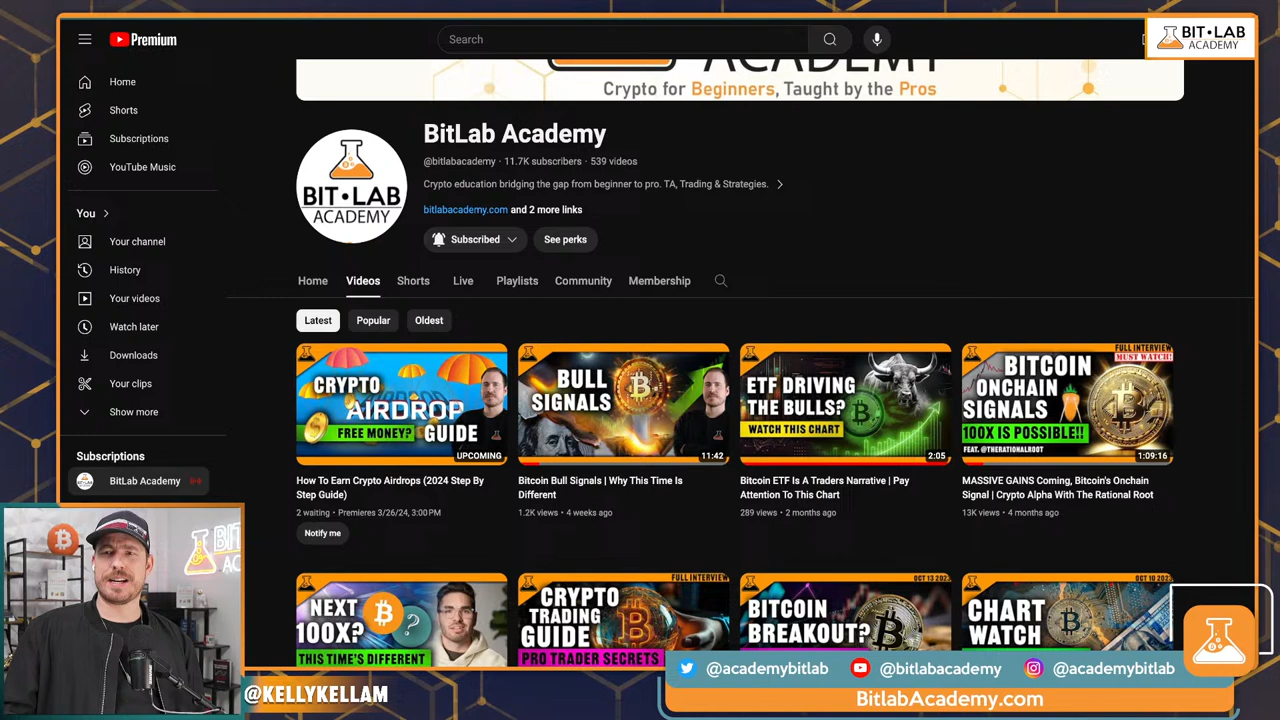 Premium
Search
BIT•LAB
ACADEMY
ACADEMY
Crypto for Beginners, Taught by the Pros
Home
Shorts
Subscriptions
YouTube Music
You
Your channel
History
Your videos
Watch later
Downloads
Your clips
Show more
Subscriptions
BitLab Academy
BIT•LAB
ACADEMY
BitLab Academy
@bitlabacademy · 11.7K subscribers · 539 videos
Crypto education bridging the gap from beginner to pro. TA, Trading & Strategies.
bitlabacademy.com and 2 more links
Subscribed
See perks
Home
Videos
Shorts
Live
Playlists
Community
Membership
Latest
Popular
Oldest
CRYPTO
AIRDROP
FREE MONEY?
GUIDE
UPCOMING
How To Earn Crypto Airdrops (2024 Step By
Step Guide)
2 waiting · Premieres 3/26/24, 3:00PM
Notify me
BULL
SIGNALS
11:42
Bitcoin Bull Signals | Why This Time Is
Different
1.2K views · 4 weeks ago
ETF DRIVING
THE BULLS?
WATCH THIS CHART
2:05
Bitcoin ETF Is A Traders Narrative | Pay
Attention To This Chart
289 views · 2 months ago
FULL INTERVIEW
MUST WATCH!
BITCOIN
ONCHAIN
SIGNALS
100X IS POSSIBLE!!
FEAT. @THERATIONALROOT
1:09:16
MASSIVE GAINS Coming, Bitcoin's Onchain
Signal | Crypto Alpha With The Rational Root
13K views · 4 months ago
NEXT
100X?
THIS TIME'S DIFFERENT
FULL INTERVIEW
CRYPTO
TRADING
GUIDE
PRO TRADER SECRETS
OCT 13
BITCOIN
BREAKOUT?
OCT 10
CHART
WATCH
@KELLYKELLAM
@academybitlab
@bitlabacademy
@academybitlab
BitlabAcademy.com